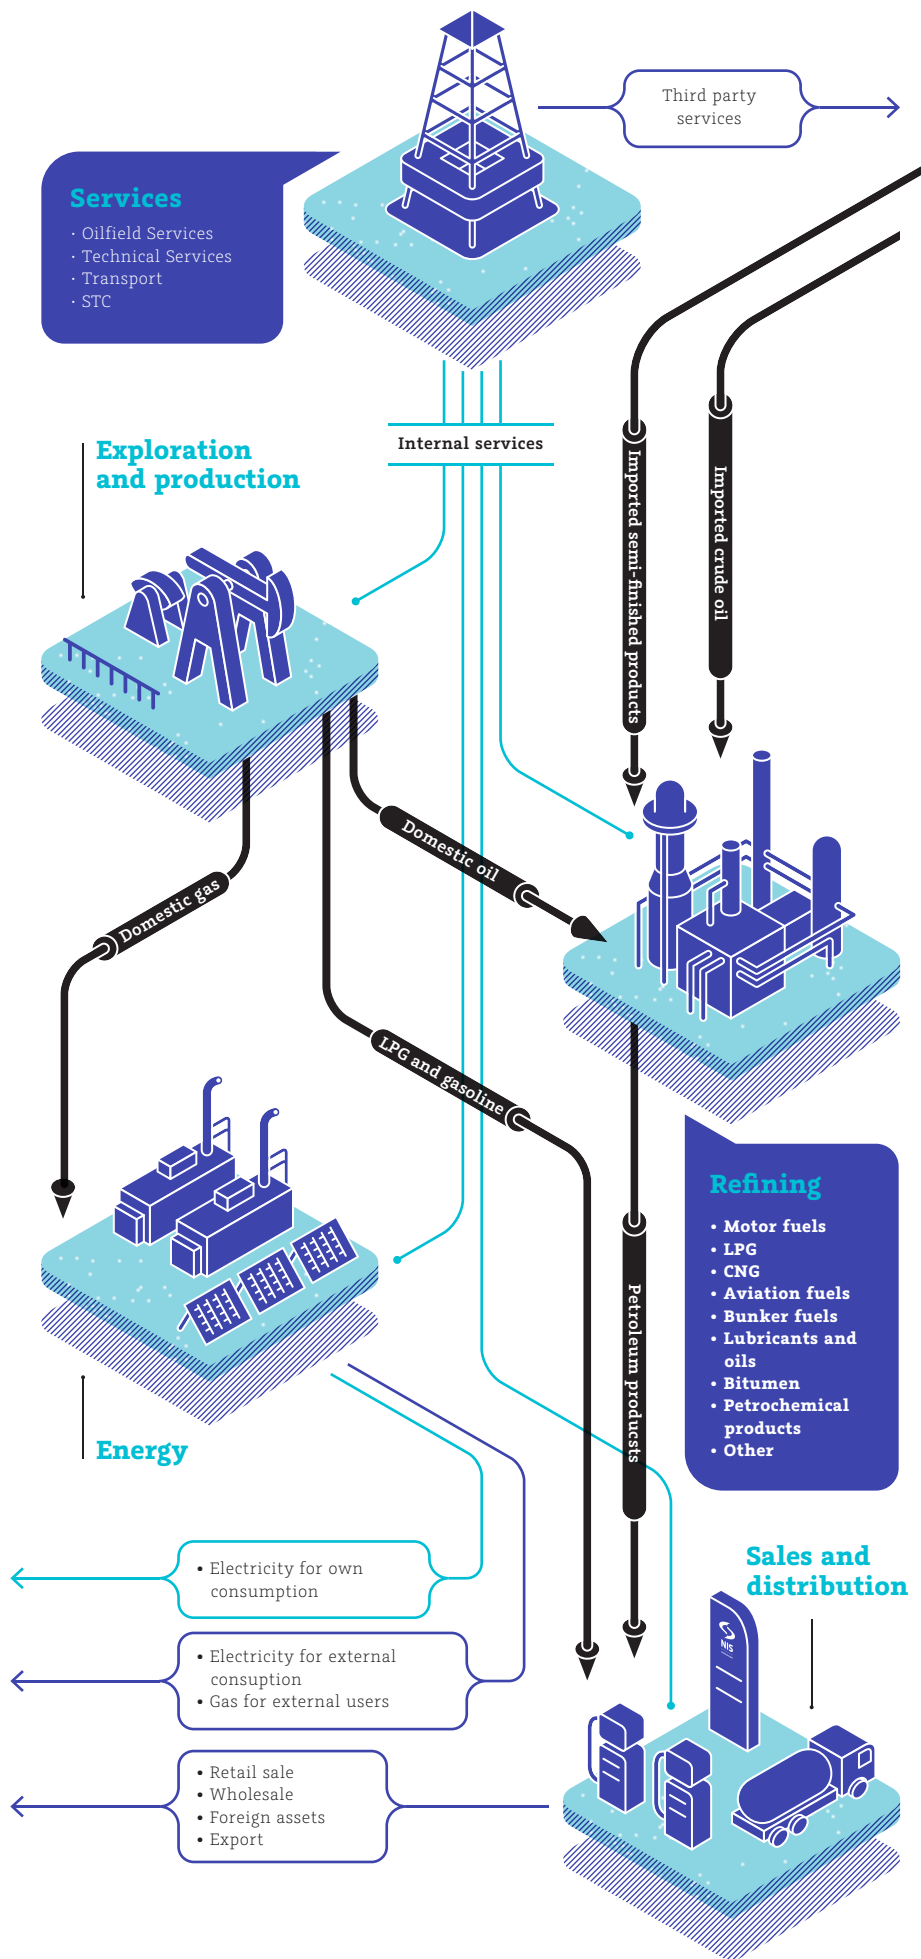 Third party
services
Services
· Oilfield Services
· Technical Services
· Transport
· STC
Internal services
Exploration
and production
Imported semi-finished products
Imported crude oil
Domestic oil
Domestic gas
LPG and gasoline
Refining
• Motor fuels
• LPG
• CNG
• Aviation fuels
• Bunker fuels
• Lubricants and
oils
• Bitumen
• Petrochemical
products
• Other
Petroleum producsts
Energy
• Electricity for own
consumption
Sales and
distribution
NIS
• Electricity for external
consuption
• Gas for external users
• Retail sale
• Wholesale
• Foreign assets
• Export